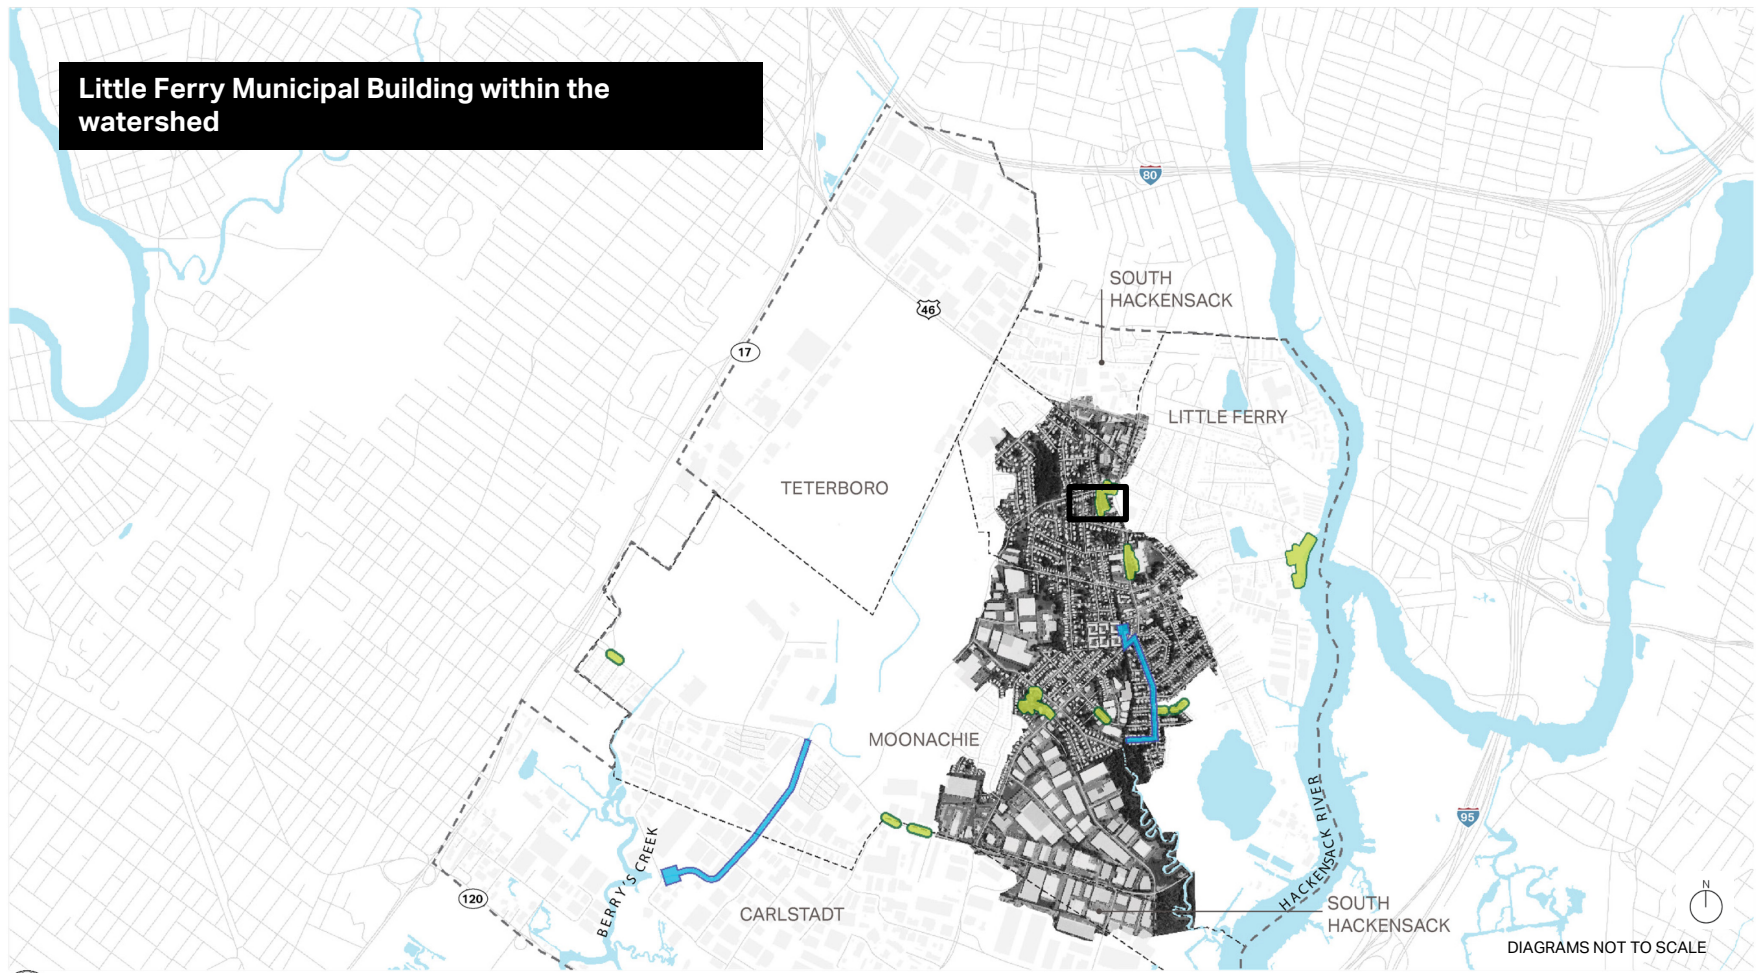 Little Ferry Municipal Building within the
watershed
80
SOUTH
HACKENSACK
46
17
LITTLE FERRY
TETERBORO
MOONACHIE
HACKENSACK RIVER
95
BERRY'S CREEK
120
CARLSTADT
SOUTH
HACKENSACK
N
DIAGRAMS NOT TO SCALE